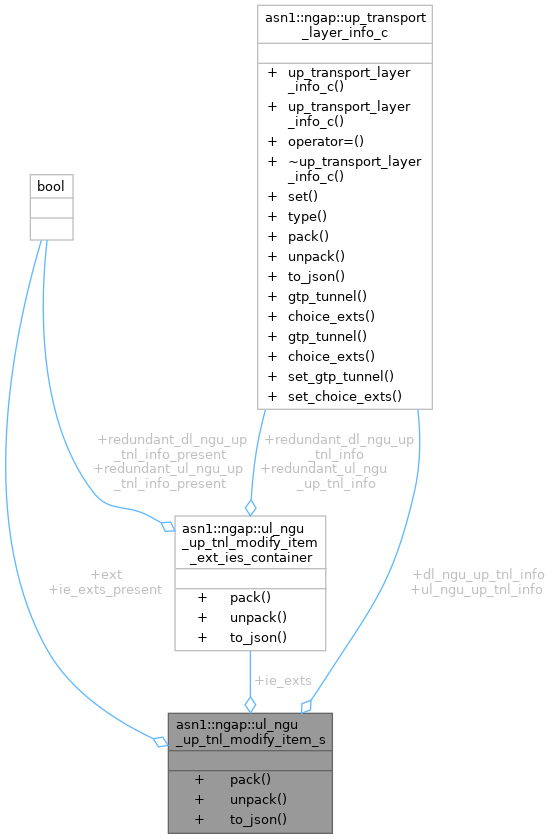 asn1::ngap::up_transport
_layer_info_c
+ up_transport_layer
_info_c()
+ up_transport_layer
_info_c()
+ operator=()
+ ~up_transport_layer
_info_c()
+ set()
+ type()
+ pack()
+ unpack()
+ to_json()
+ gtp_tunnel()
+ choice_exts()
+ gtp_tunnel()
+ choice_exts()
+ set_gtp_tunnel()
+ set_choice_exts()
bool
+redundant_dl_ngu_up
_tnl_info_present
+redundant_ul_ngu_up
_tnl_info_present
+redundant_dl_ngu_up
_tnl_info
+redundant_ul_ngu
_up_tnl_info
asn1::ngap::ul_ngu
_up_tnl_modify_item
_ext_ies_container
+ pack()
+ unpack()
+ to_json()
+ext
+ie_exts_present
+dl_ngu_up_tnl_info
+ul_ngu_up_tnl_info
+ie_exts
asn1::ngap::ul_ngu
_up_tnl_modify_item_s
+ pack()
+ unpack()
+ to_json()